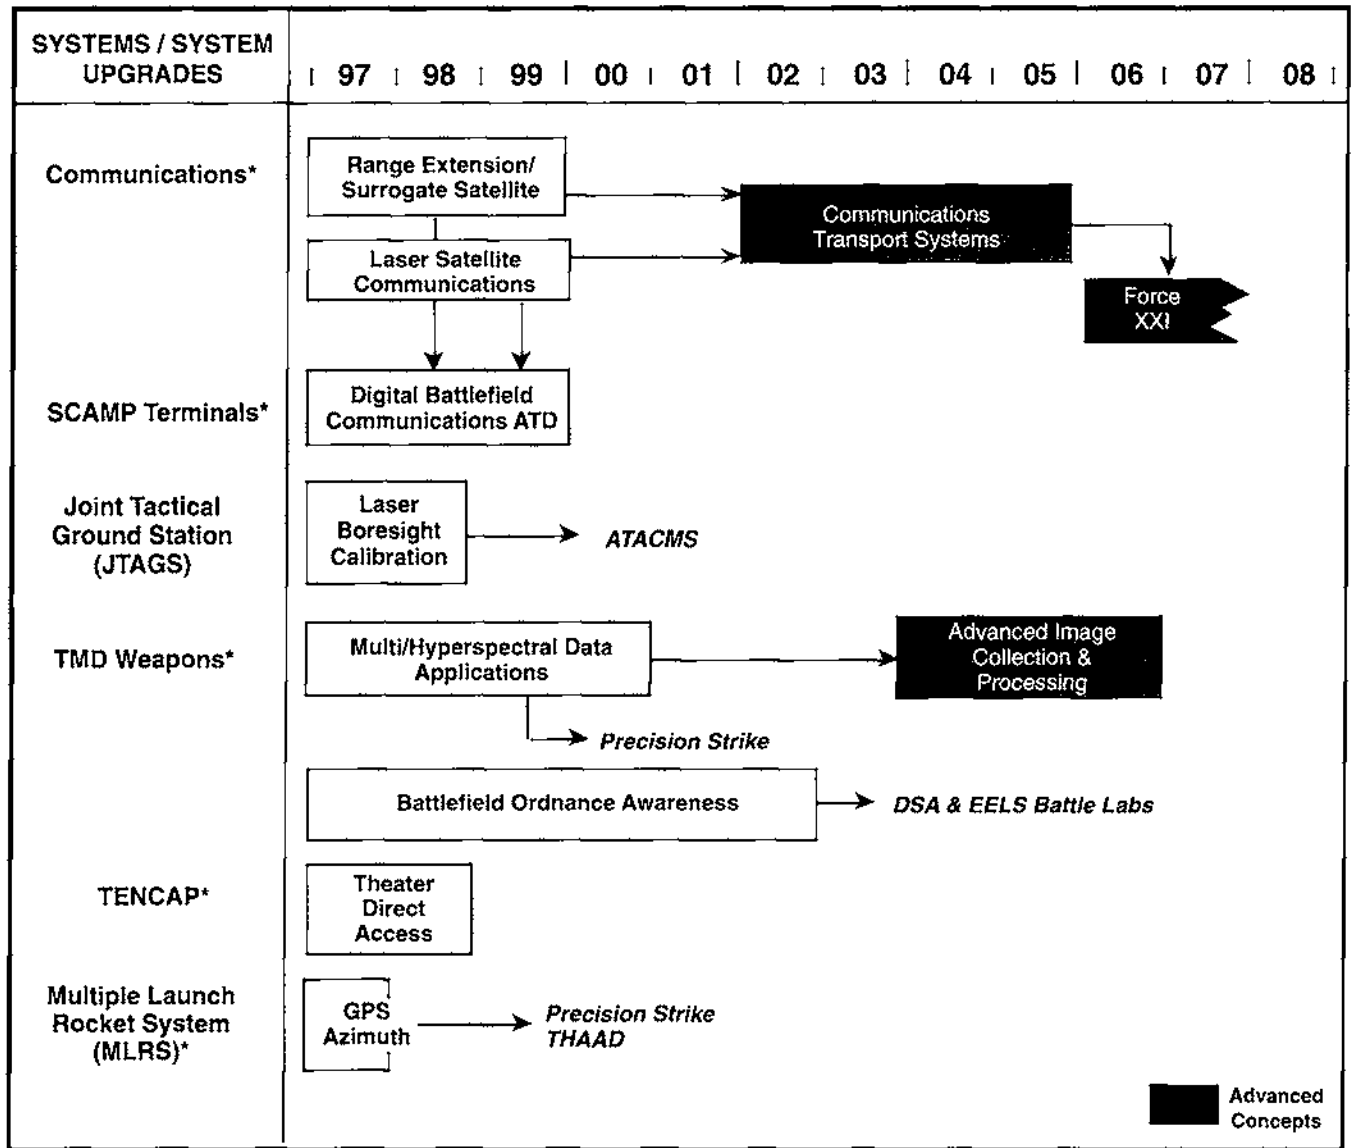 SYSTEMS / SYSTEM
UPGRADES
97 98 99 00 01 02 03 04 05 06 07 08
Communications*
Range Extension/
Surrogate Satellite
Communications
Transport Systems
Laser Satellite
Communications
Force
XXI
SCAMP Terminals*
Digital Battlefield
Communications ATD
Joint Tactical
Ground Station
(JTAGS)
Laser
Boresight
Calibration
ATACMS
TMD Weapons*
Multi/Hyperspectral Data
Applications
Advanced Image
Collection &
Processing
Precision Strike
Battlefield Ordnance Awareness
DSA & EELS Battle Labs
TENCAP*
Theater
Direct
Access
Multiple Launch
Rocket System
(MLRS)*
GPS
Azimuth
Precision Strike
THAAD
Advanced
Concepts